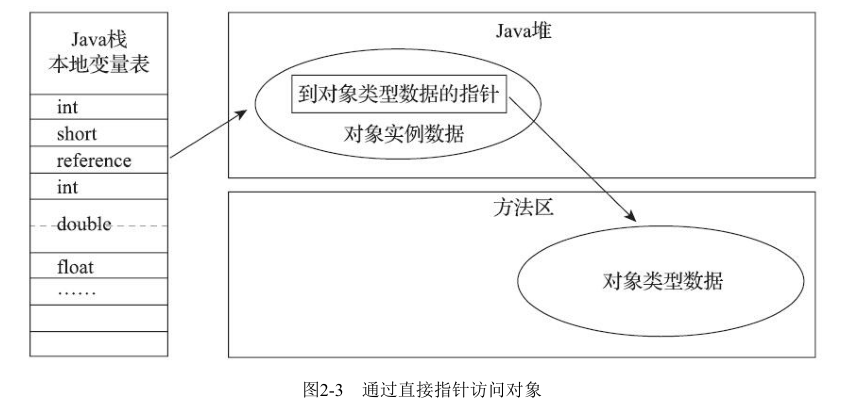 Java栈
本地变量表
int
short
reference
int
double
float
……
Java堆
到对象类型数据的指针
对象实例数据
方法区
对象类型数据
图2-3 通过直接指针访问对象